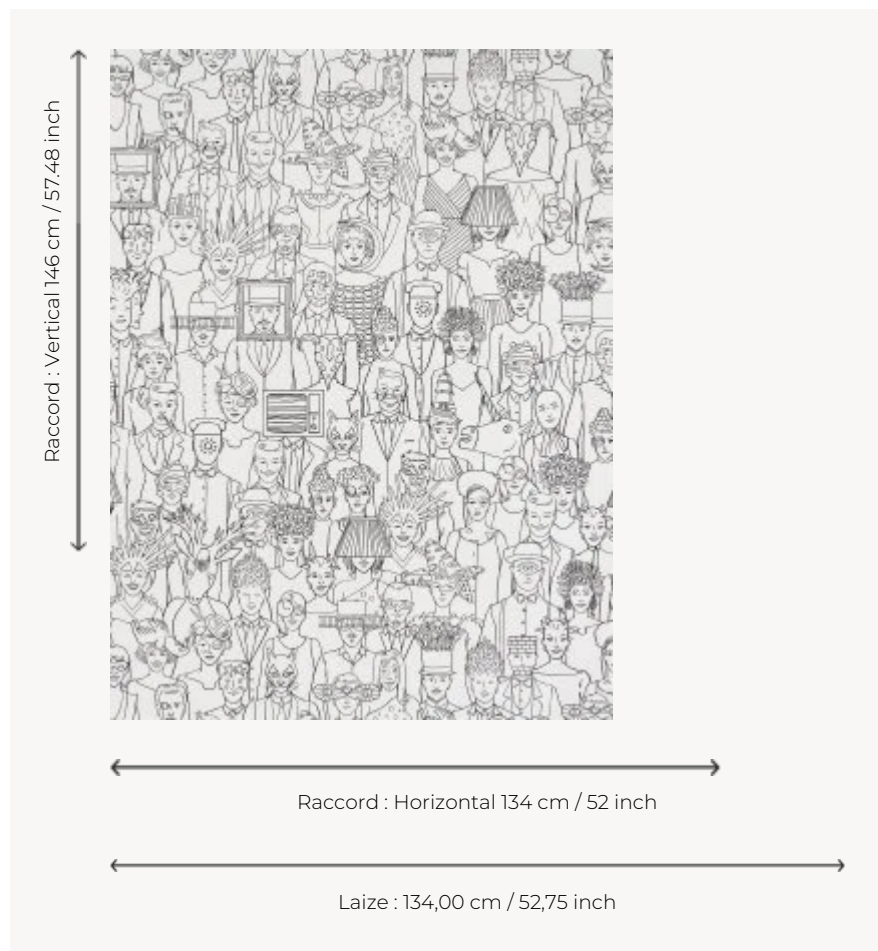 Raccord : Vertical 146 cm / 57.48 inch
Raccord : Horizontal 134 cm / 52 inch
Laize : 134,00 cm / 52,75 inch